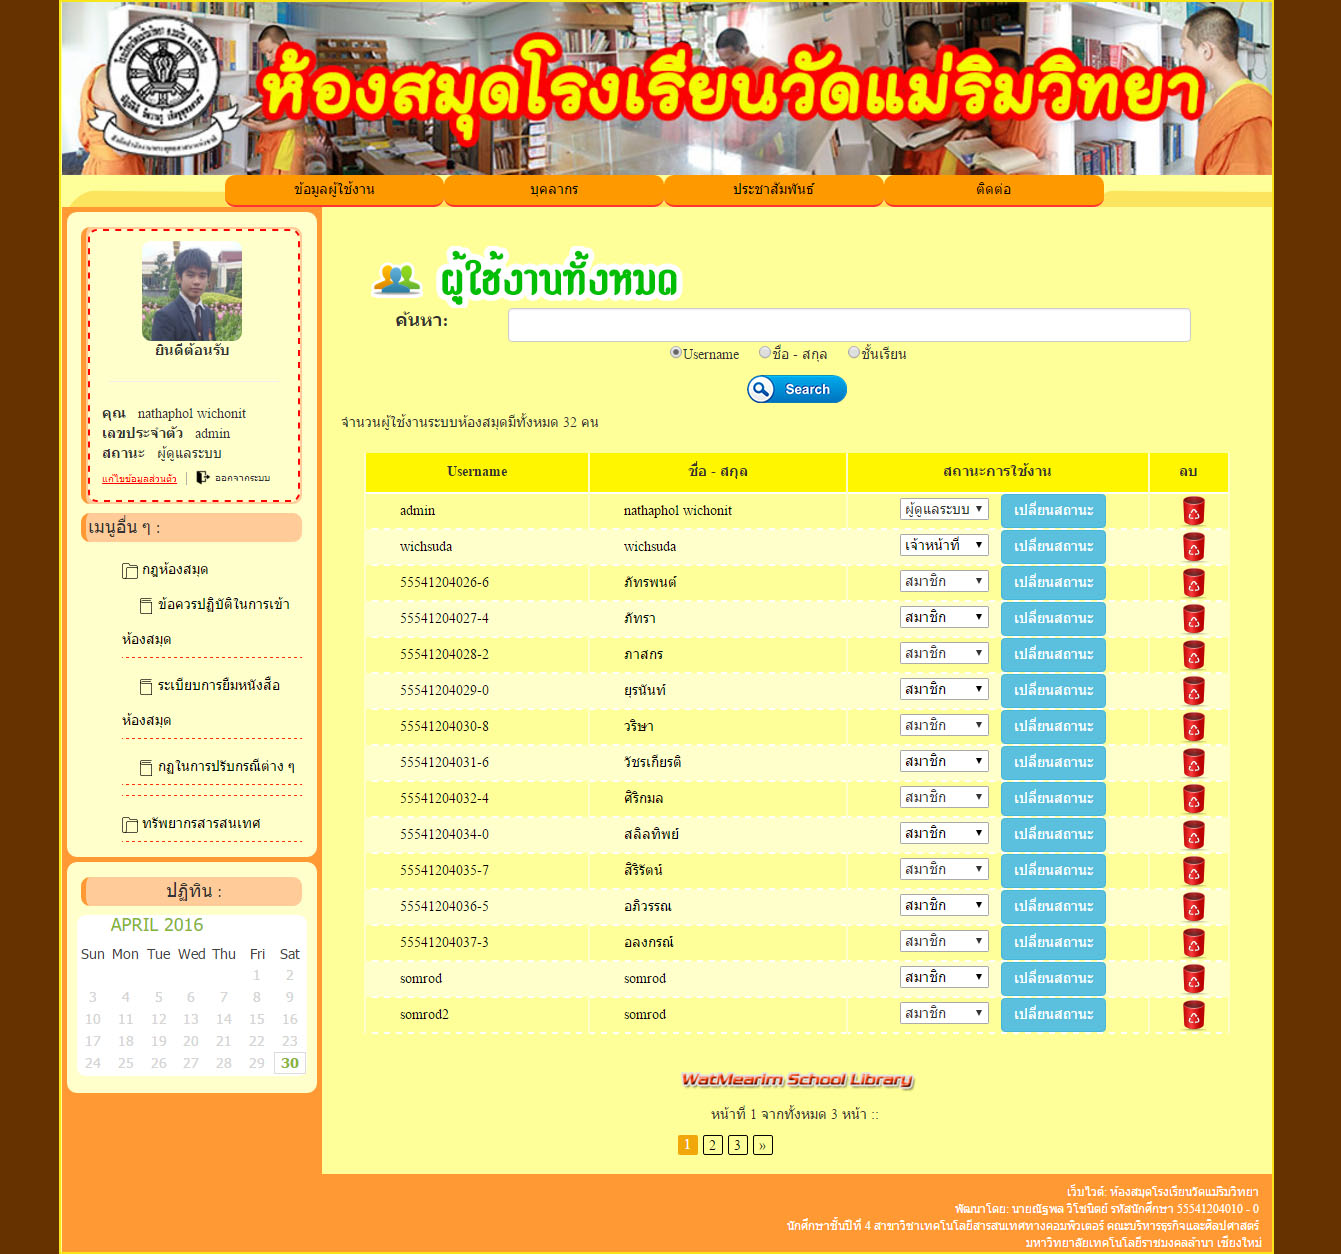 ห้องสมุดโรงเรียนวัดแม่ริมวิทยา
ข้อมูลผู้ใช้งาน บุคลากร ประชาสัมพันธ์ ติดต่อ
ยินดีต้อนรับ
คุณ nathaphol wichonit
เลขประจำตัว admin
สถานะ ผู้ดูแลระบบ
แก้ไขข้อมูลส่วนตัว | ออกจากระบบ
เมนูอื่น ๆ :
กฎห้องสมุด
ข้อควรปฏิบัติในการเข้า
ห้องสมุด
ระเบียบการยืมหนังสือ
ห้องสมุด
กฎในการปรับกรณีต่าง ๆ
ทรัพยากรสารสนเทศ
ปฏิทิน :
APRIL 2016
Sun Mon Tue Wed Thu Fri Sat
1 2
3 4 5 6 7 8 9
10 11 12 13 14 15 16
17 18 19 20 21 22 23
24 25 26 27 28 29 30
ผู้ใช้งานทั้งหมด
ค้นหา:
Username ชื่อ - สกุล ชั้นเรียน
Search
จำนวนผู้ใช้งานระบบห้องสมุดมีทั้งหมด 32 คน
Username ชื่อ - สกุล สถานะการใช้งาน ลบ
admin nathaphol wichonit ผู้ดูแลระบบ เปลี่ยนสถานะ
wichsuda wichsuda เจ้าหน้าที่ เปลี่ยนสถานะ
55541204026-6 ภัทรพนต์ สมาชิก เปลี่ยนสถานะ
55541204027-4 ภัทรา สมาชิก เปลี่ยนสถานะ
55541204028-2 ภาสกร สมาชิก เปลี่ยนสถานะ
55541204029-0 ยุรนันท์ สมาชิก เปลี่ยนสถานะ
55541204030-8 วริษา สมาชิก เปลี่ยนสถานะ
55541204031-6 วัชรเกียรติ สมาชิก เปลี่ยนสถานะ
55541204032-4 ศิริกมล สมาชิก เปลี่ยนสถานะ
55541204034-0 สลิลทิพย์ สมาชิก เปลี่ยนสถานะ
55541204035-7 สิริรัตน์ สมาชิก เปลี่ยนสถานะ
55541204036-5 อภิวรรณ สมาชิก เปลี่ยนสถานะ
55541204037-3 อลงกรณ์ สมาชิก เปลี่ยนสถานะ
somrod somrod สมาชิก เปลี่ยนสถานะ
somrod2 somrod สมาชิก เปลี่ยนสถานะ
WatMearim School Library
หน้าที่ 1 จากทั้งหมด 3 หน้า ::
1 2 3 »
เว็บไวต์: ห้องสมุดโรงเรียนวัดแม่ริมวิทยา
พัฒนาโดย: นายณัฐพล วิโชนิตย์ รหัสนักศึกษา 55541204010 - 0
นักศึกษาชั้นปีที่ 4 สาขาวิชาเทคโนโลยีสารสนเทศทางคอมพิวเตอร์ คณะบริหารธุรกิจและศิลปศาสตร์
มหาวิทยาลัยเทคโนโลยีราชมงคลล้านา เชียงใหม่